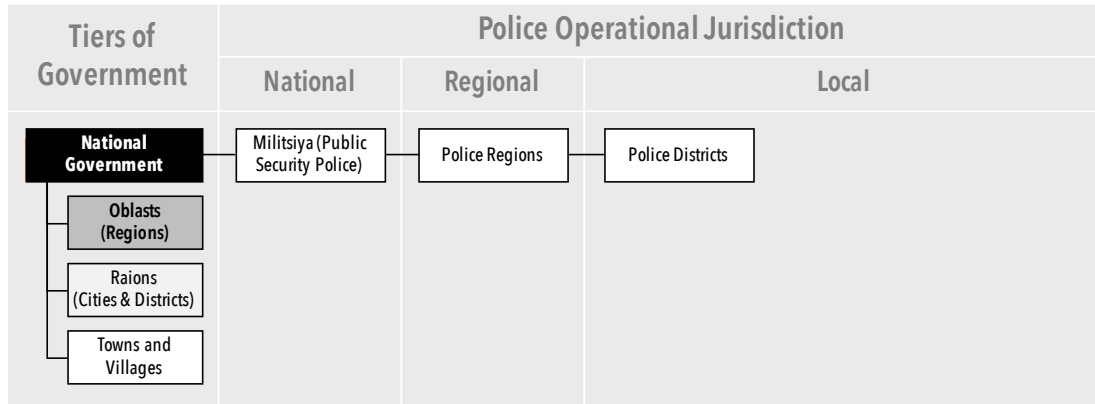 Tiers of
Government
Police Operational Jurisdiction
National
Regional
Local
National
Government
Militsiya (Public
Security Police)
Police Regions
Police Districts
Oblasts
(Regions)
Raions
(Cities & Districts)
Towns and
Villages